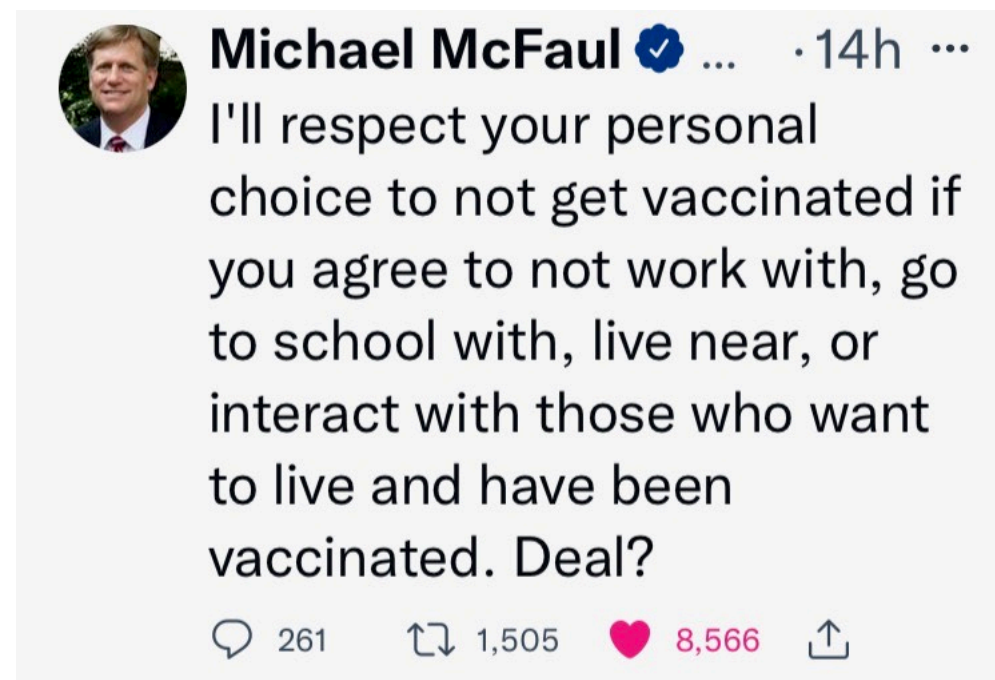 Michael McFaul ... · 14h ...
I'll respect your personal
choice to not get vaccinated if
you agree to not work with, go
to school with, live near, or
interact with those who want
to live and have been
vaccinated. Deal?
261 1,505 8,566